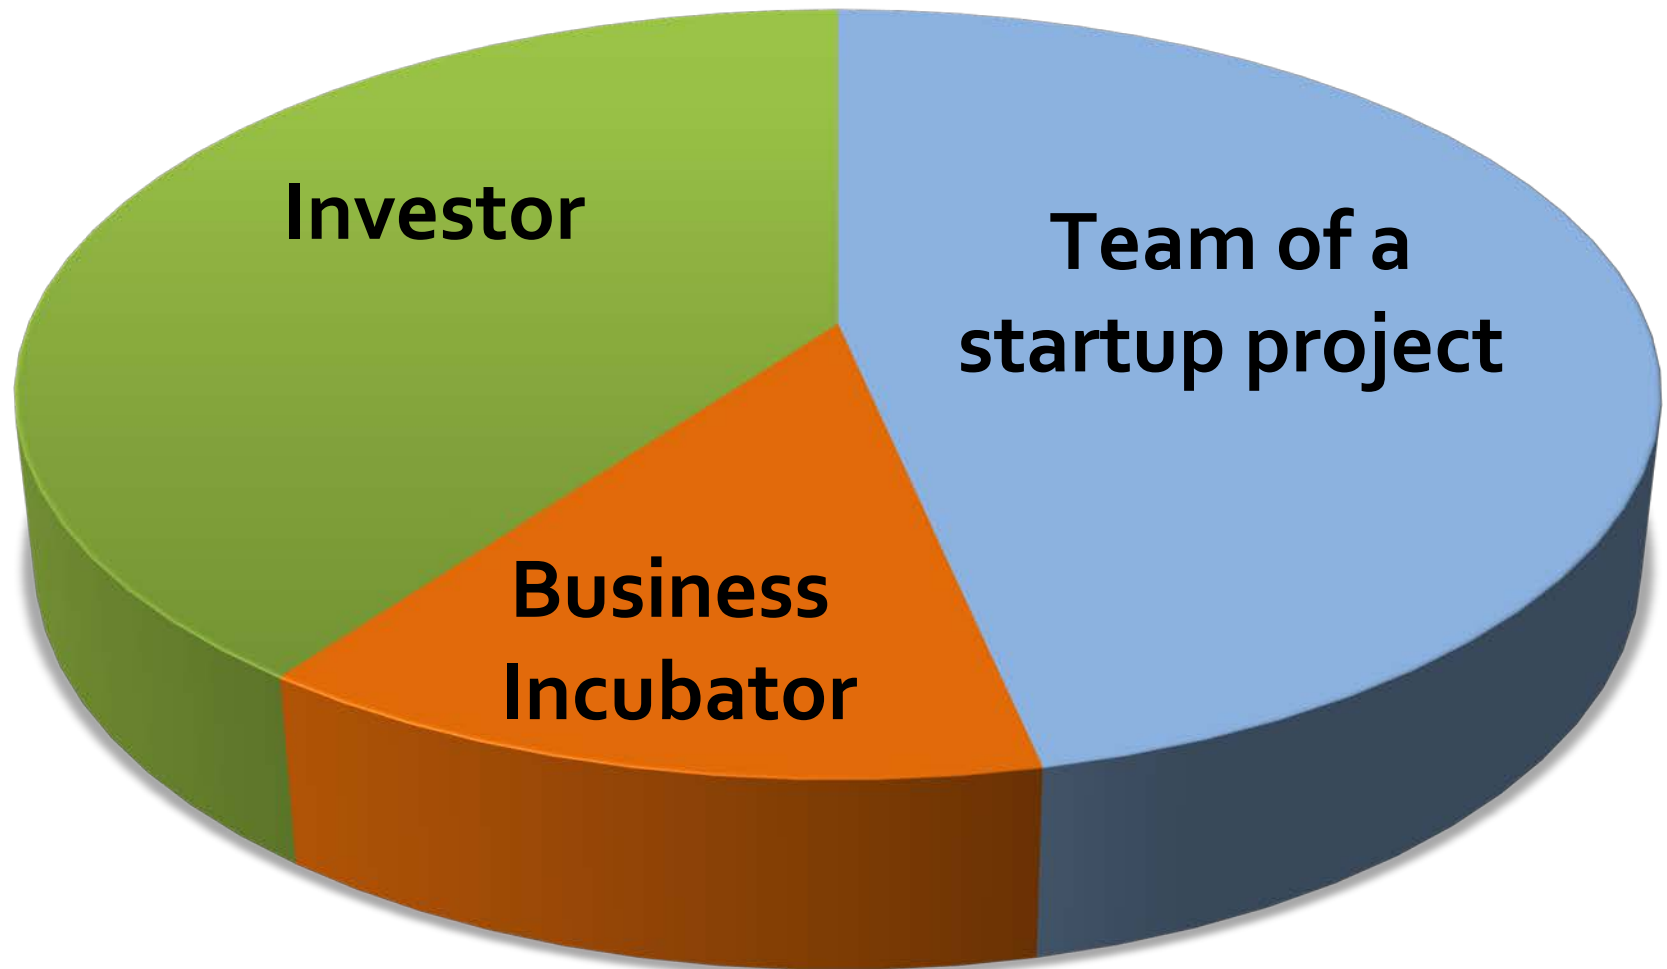 Investor
Team of a
startup project
Business
Incubator